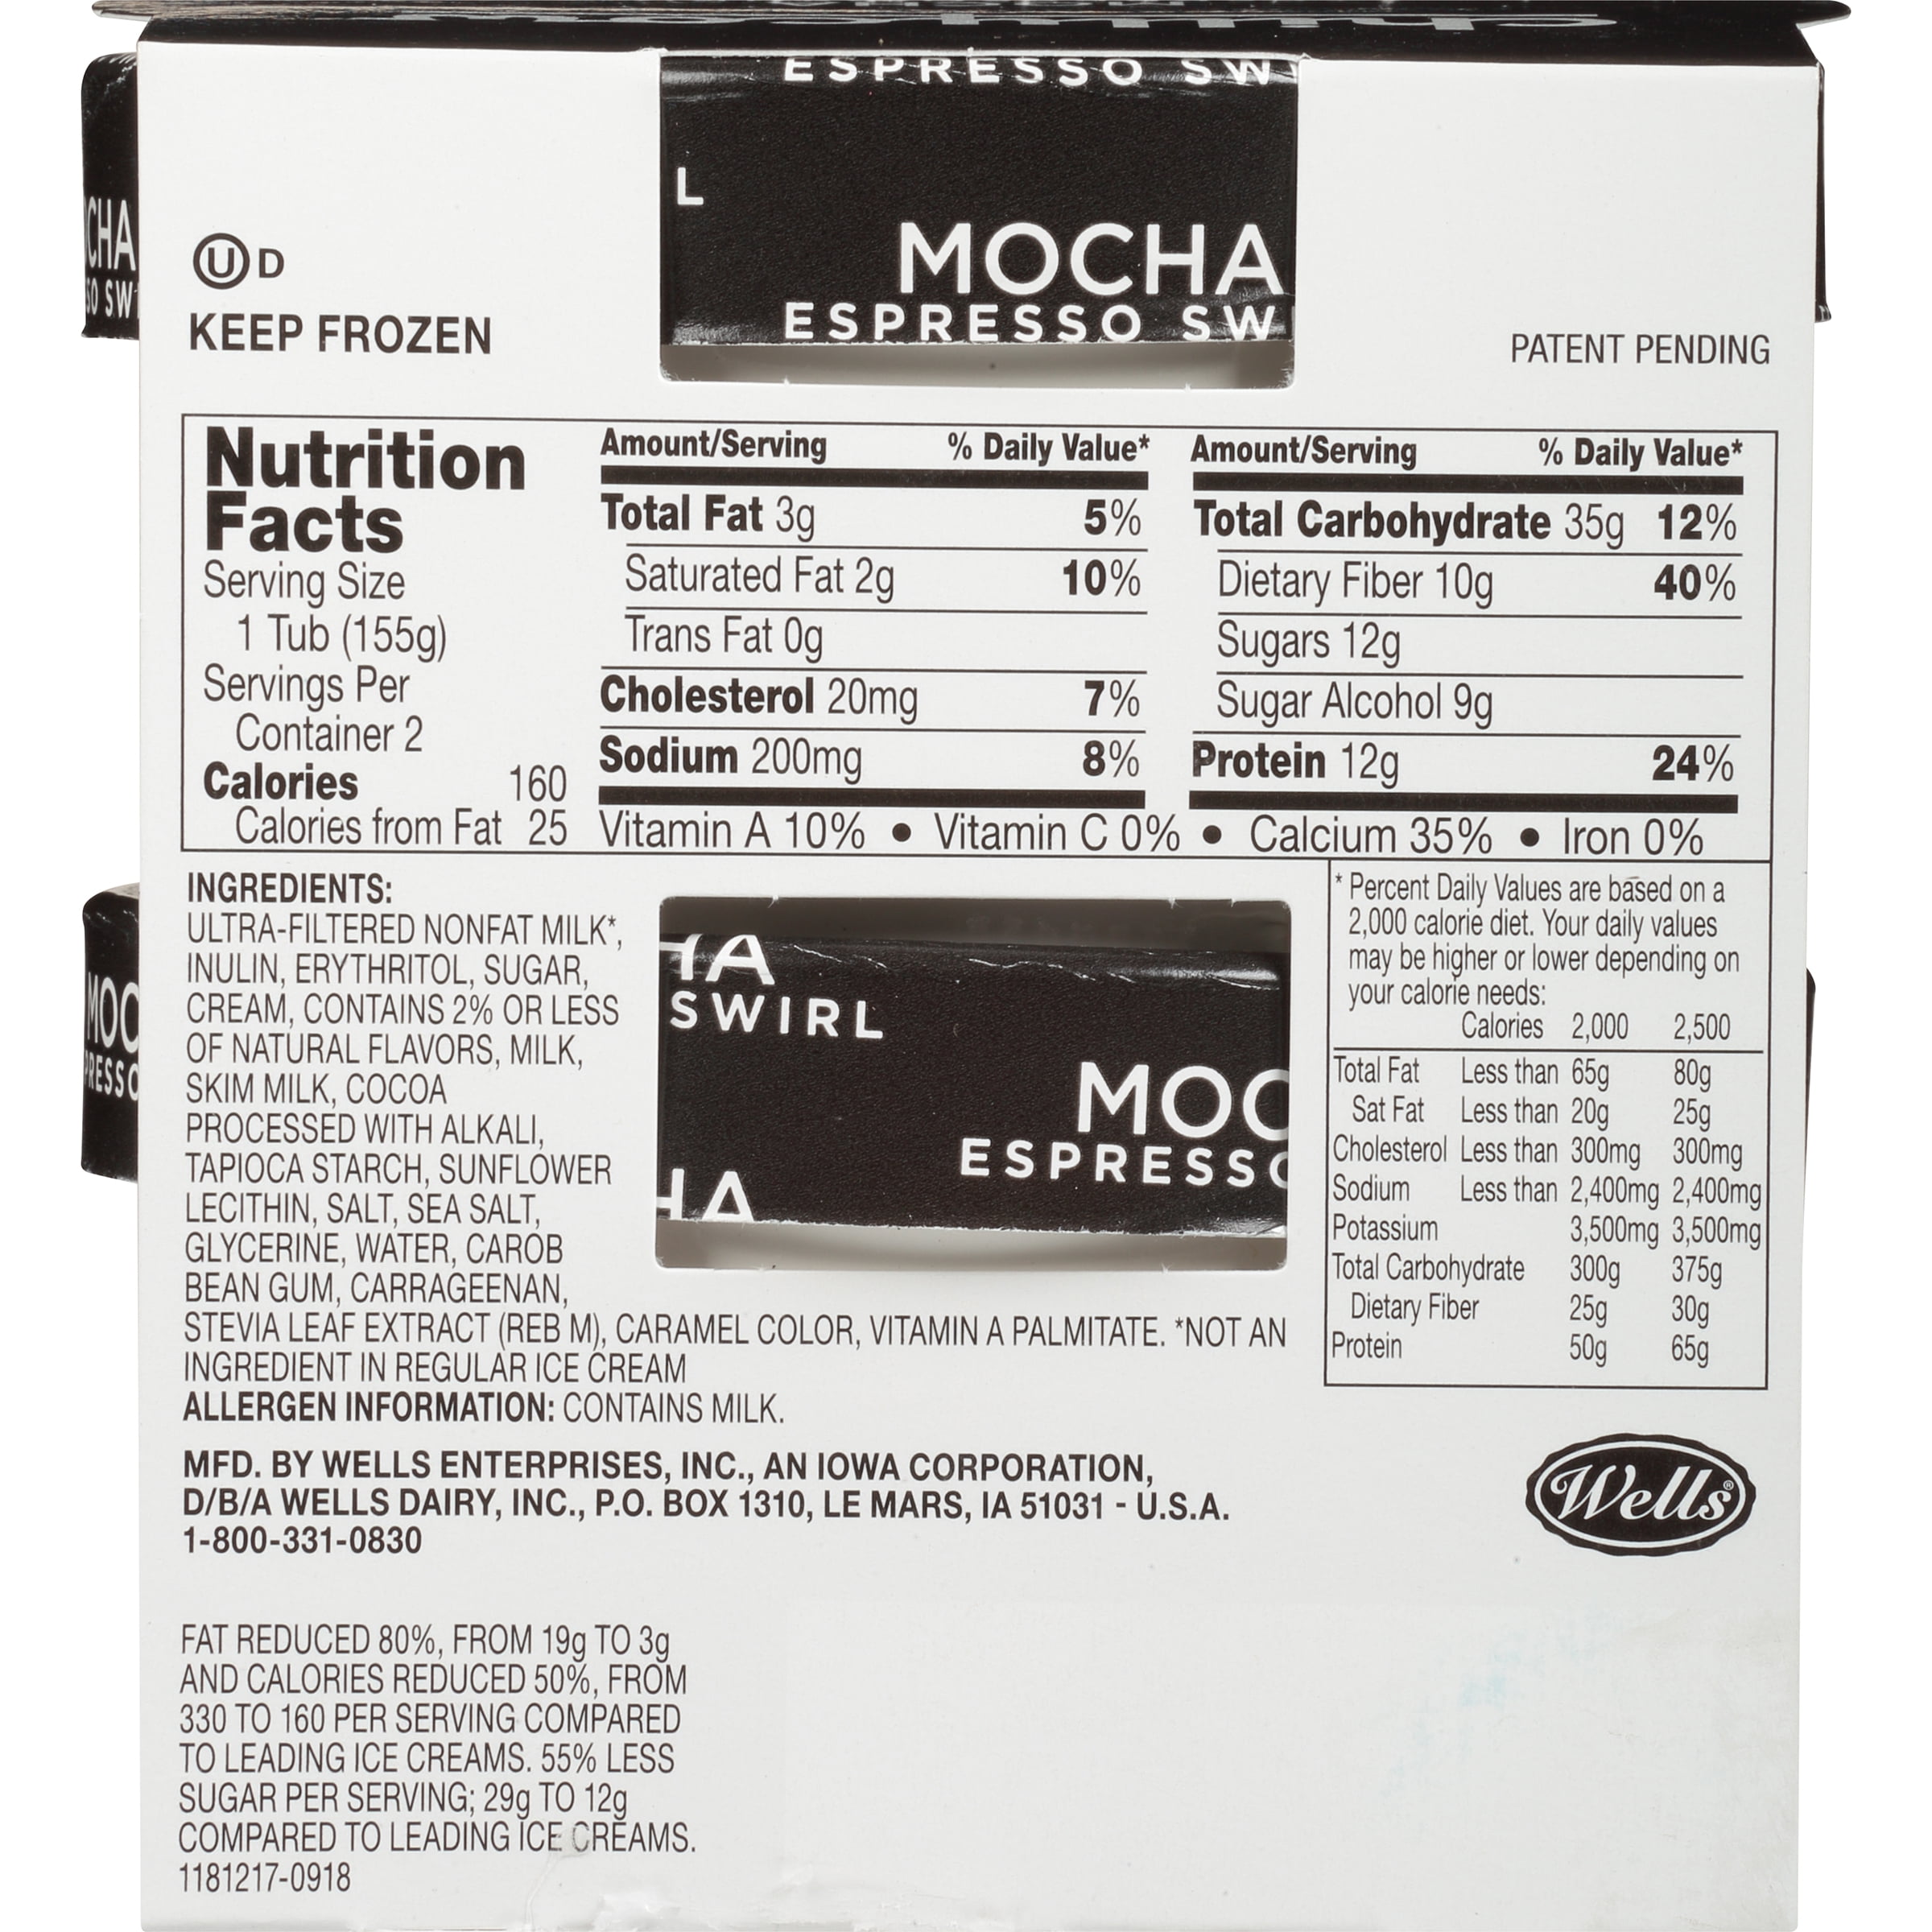 ESPRESSO SW
L
MOCHA
ESPRESSO SW
CHA
SO SW
Ⓤ D
KEEP FROZEN
PATENT PENDING
Nutrition
Facts
Serving Size
1 Tub (155g)
Servings Per
Container 2
Calories 160
Calories from Fat 25
Amount/Serving % Daily Value*
Total Fat 3g 5%
Saturated Fat 2g 10%
Trans Fat 0g
Cholesterol 20mg 7%
Sodium 200mg 8%
Amount/Serving % Daily Value*
Total Carbohydrate 35g 12%
Dietary Fiber 10g 40%
Sugars 12g
Sugar Alcohol 9g
Protein 12g 24%
Vitamin A 10% • Vitamin C 0% • Calcium 35% • Iron 0%
INGREDIENTS:
ULTRA-FILTERED NONFAT MILK*,
INULIN, ERYTHRITOL, SUGAR,
CREAM, CONTAINS 2% OR LESS
OF NATURAL FLAVORS, MILK,
SKIM MILK, COCOA
PROCESSED WITH ALKALI,
TAPIOCA STARCH, SUNFLOWER
LECITHIN, SALT, SEA SALT,
GLYCERINE, WATER, CAROB
BEAN GUM, CARRAGEENAN,
STEVIA LEAF EXTRACT (REB M), CARAMEL COLOR, VITAMIN A PALMITATE. *NOT AN
INGREDIENT IN REGULAR ICE CREAM
ALLERGEN INFORMATION: CONTAINS MILK.
HA
SWIRL
MOC
ESPRESSO
HA
MOC
PRESSO
* Percent Daily Values are based on a
2,000 calorie diet. Your daily values
may be higher or lower depending on
your calorie needs:
Calories 2,000 2,500
Total Fat Less than 65g 80g
Sat Fat Less than 20g 25g
Cholesterol Less than 300mg 300mg
Sodium Less than 2,400mg 2,400mg
Potassium 3,500mg 3,500mg
Total Carbohydrate 300g 375g
Dietary Fiber 25g 30g
Protein 50g 65g
MFD. BY WELLS ENTERPRISES, INC., AN IOWA CORPORATION,
D/B/A WELLS DAIRY, INC., P.O. BOX 1310, LE MARS, IA 51031 - U.S.A.
1-800-331-0830
Wells®
FAT REDUCED 80%, FROM 19g TO 3g
AND CALORIES REDUCED 50%, FROM
330 TO 160 PER SERVING COMPARED
TO LEADING ICE CREAMS. 55% LESS
SUGAR PER SERVING; 29g TO 12g
COMPARED TO LEADING ICE CREAMS.
1181217-0918